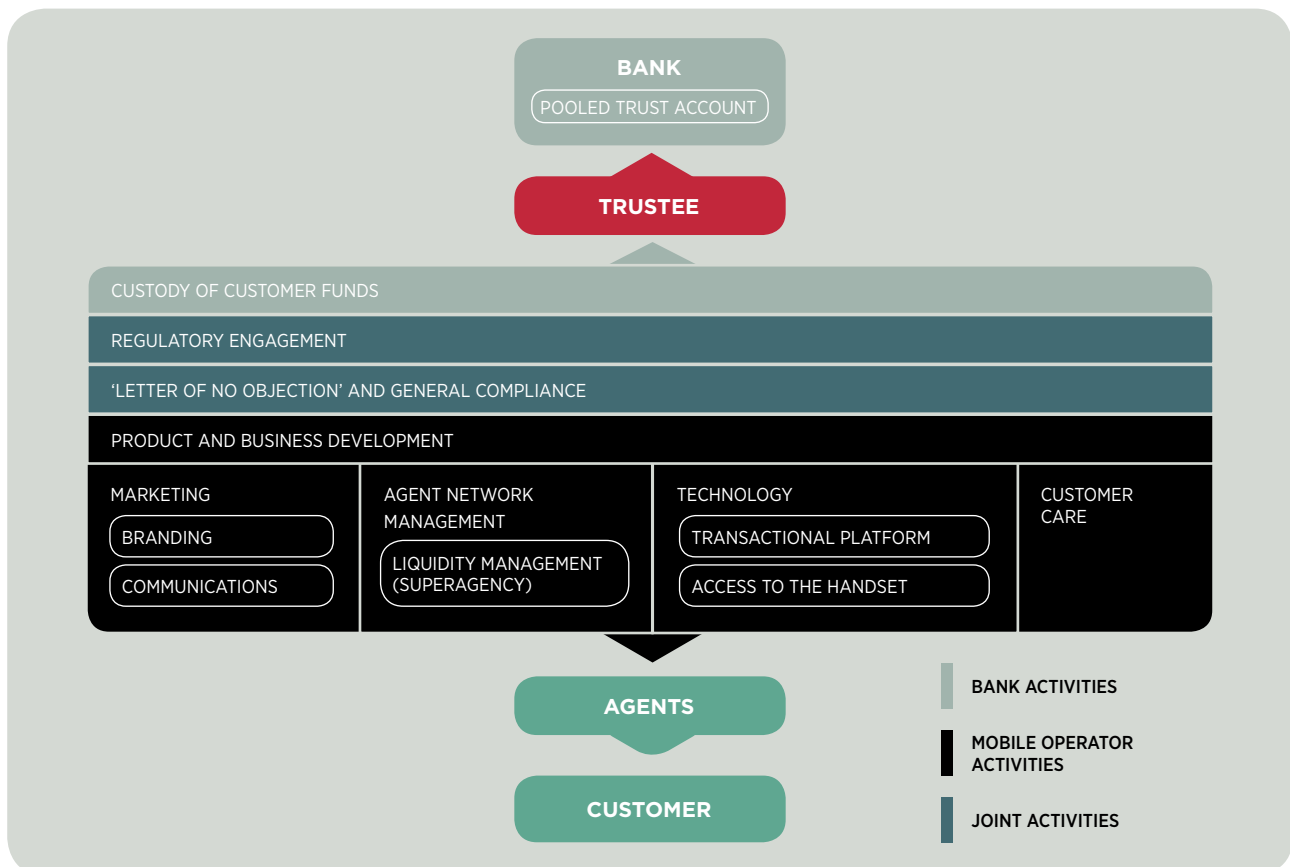 BANK
POOLED TRUST ACCOUNT
TRUSTEE
CUSTODY OF CUSTOMER FUNDS
REGULATORY ENGAGEMENT
‘LETTER OF NO OBJECTION’ AND GENERAL COMPLIANCE
PRODUCT AND BUSINESS DEVELOPMENT
MARKETING
BRANDING
COMMUNICATIONS
AGENT NETWORK
MANAGEMENT
LIQUIDITY MANAGEMENT
(SUPERAGENCY)
TECHNOLOGY
TRANSACTIONAL PLATFORM
ACCESS TO THE HANDSET
CUSTOMER
CARE
AGENTS
CUSTOMER
BANK ACTIVITIES
MOBILE OPERATOR
ACTIVITIES
JOINT ACTIVITIES